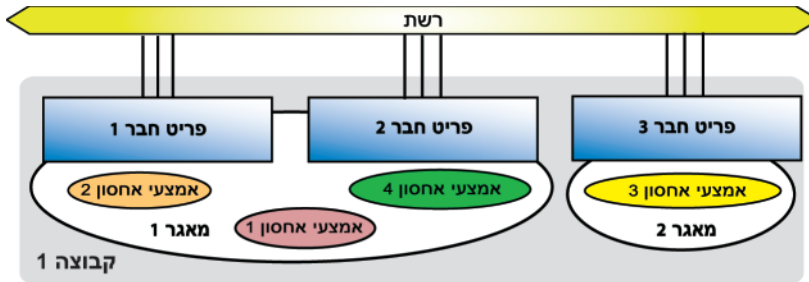 רשת
פריט חבר 1
פריט חבר 2
פריט חבר 3
אמצעי אחסון 2
אמצעי אחסון 4
אמצעי אחסון 3
מאגר 1
אמצעי אחסון 1
מאגר 2
קבוצה 1